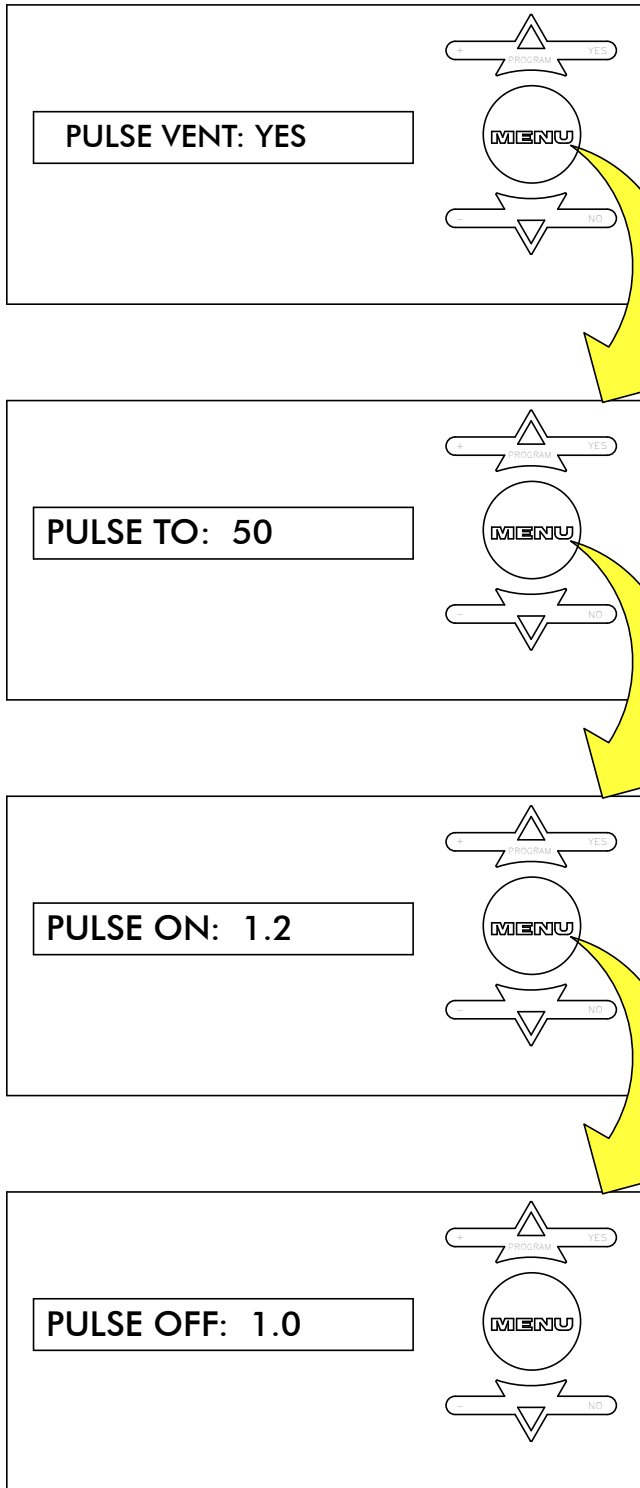 + YES
PROGRAM
PULSE VENT: YES
MENU
- NO
+ YES
PROGRAM
PULSE TO: 50
MENU
- NO
+ YES
PROGRAM
PULSE ON: 1.2
MENU
- NO
+ YES
PROGRAM
PULSE OFF: 1.0
MENU
- NO